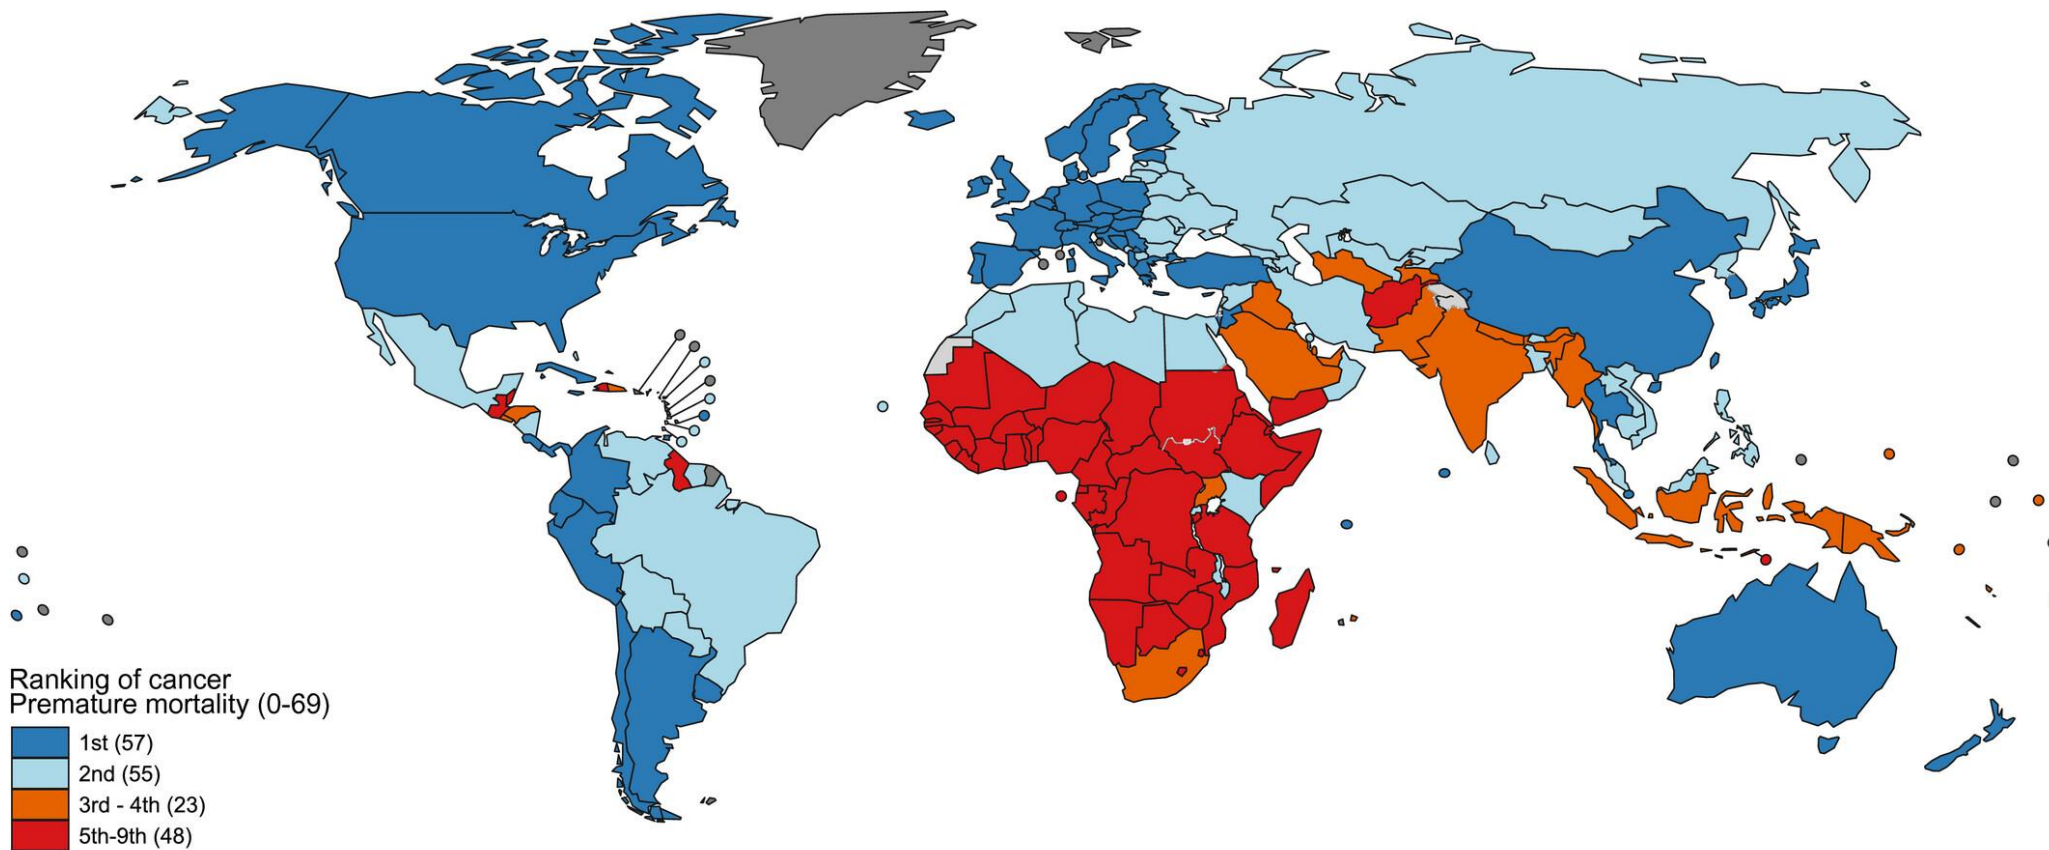 Ranking of cancer
Premature mortality (0-69)
1st (57)
2nd (55)
3rd - 4th (23)
5th-9th (48)